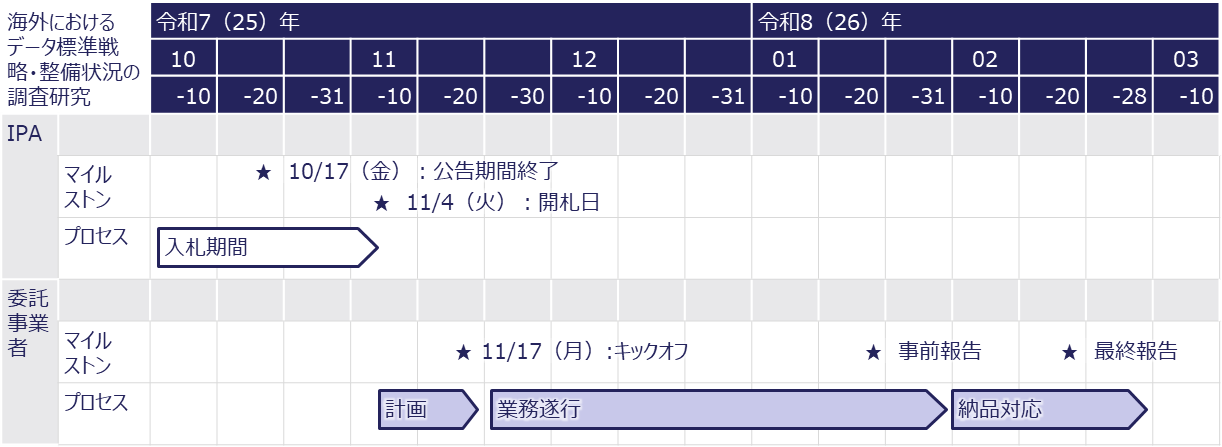 海外における
データ標準戦
略・整備状況の
調査研究
令和7（25）年
令和8（26）年
10 11 12 01 02 03
-10 -20 -31 -10 -20 -30 -10 -20 -31 -10 -20 -31 -10 -20 -28 -10
IPA
マイル
ストン
★ 10/17（金）：公告期間終了
★ 11/4（火）：開札日
プロセス
入札期間
委託
事業
者
マイル
ストン
★ 11/17（月）:キックオフ
★ 事前報告
★ 最終報告
プロセス
計画
業務遂行
納品対応